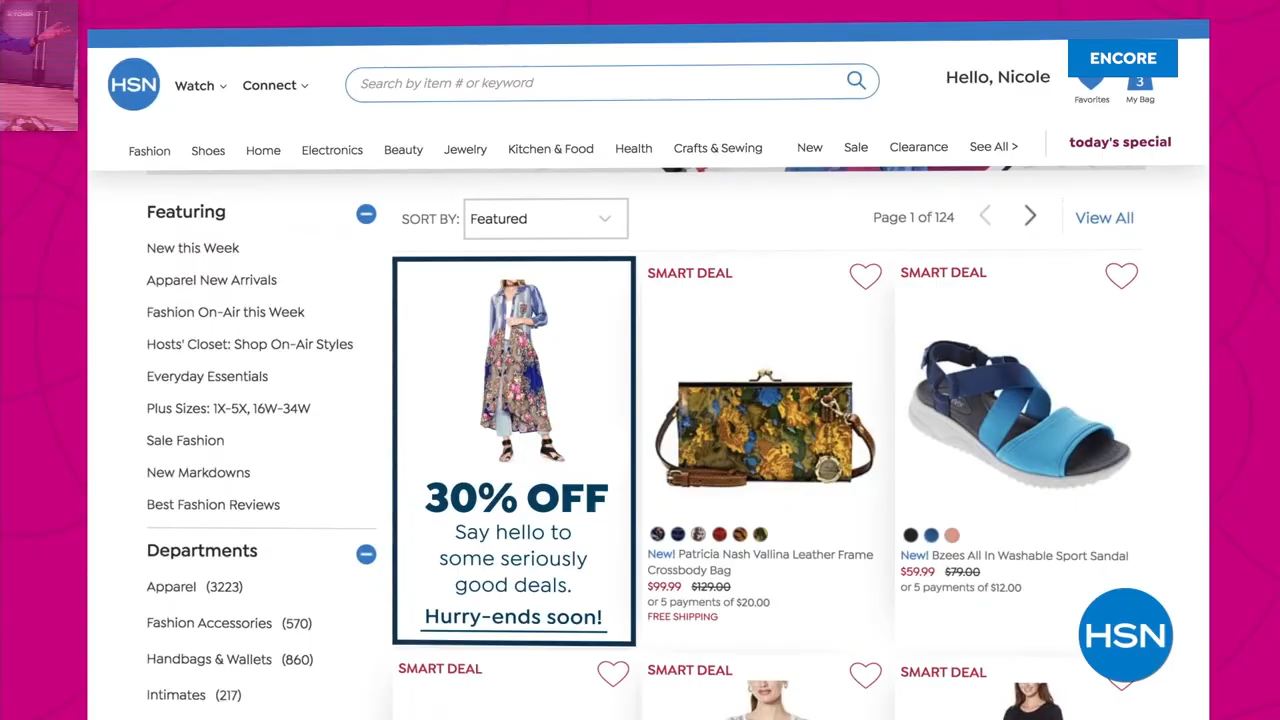 HSN
Watch
Connect
Search by item # or keyword
Hello, Nicole
ENCORE
3
Favorites
My Bag
Fashion
Shoes
Home
Electronics
Beauty
Jewelry
Kitchen & Food
Health
Crafts & Sewing
New
Sale
Clearance
See All >
today's special
Featuring
New this Week
Apparel New Arrivals
Fashion On-Air this Week
Hosts' Closet: Shop On-Air Styles
Everyday Essentials
Plus Sizes: 1X-5X, 16W-34W
Sale Fashion
New Markdowns
Best Fashion Reviews
Departments
Apparel (3223)
Fashion Accessories (570)
Handbags & Wallets (860)
Intimates (217)
SORT BY: Featured
Page 1 of 124
View All
30% OFF
Say hello to
some seriously
good deals.
Hurry-ends soon!
SMART DEAL
New! Patricia Nash Vallina Leather Frame
Crossbody Bag
$99.99 $129.00
or 5 payments of $20.00
FREE SHIPPING
SMART DEAL
New! Bzees All In Washable Sport Sandal
$59.99 $79.00
or 5 payments of $12.00
SMART DEAL
SMART DEAL
SMART DEAL
HSN